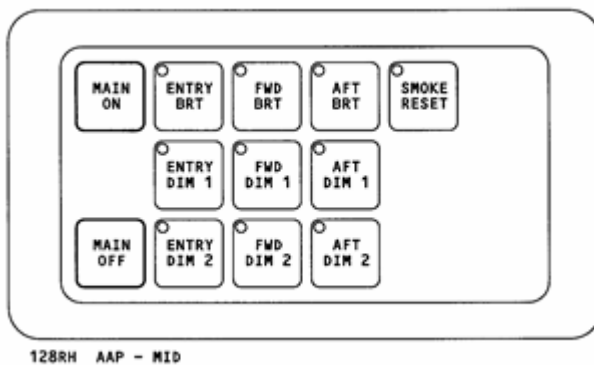 MAIN
ON
ENTRY
BRT
FWD
BRT
AFT
BRT
SMOKE
RESET
ENTRY
DIM 1
FWD
DIM 1
AFT
DIM 1
MAIN
OFF
ENTRY
DIM 2
FWD
DIM 2
AFT
DIM 2
128RH AAP - MID